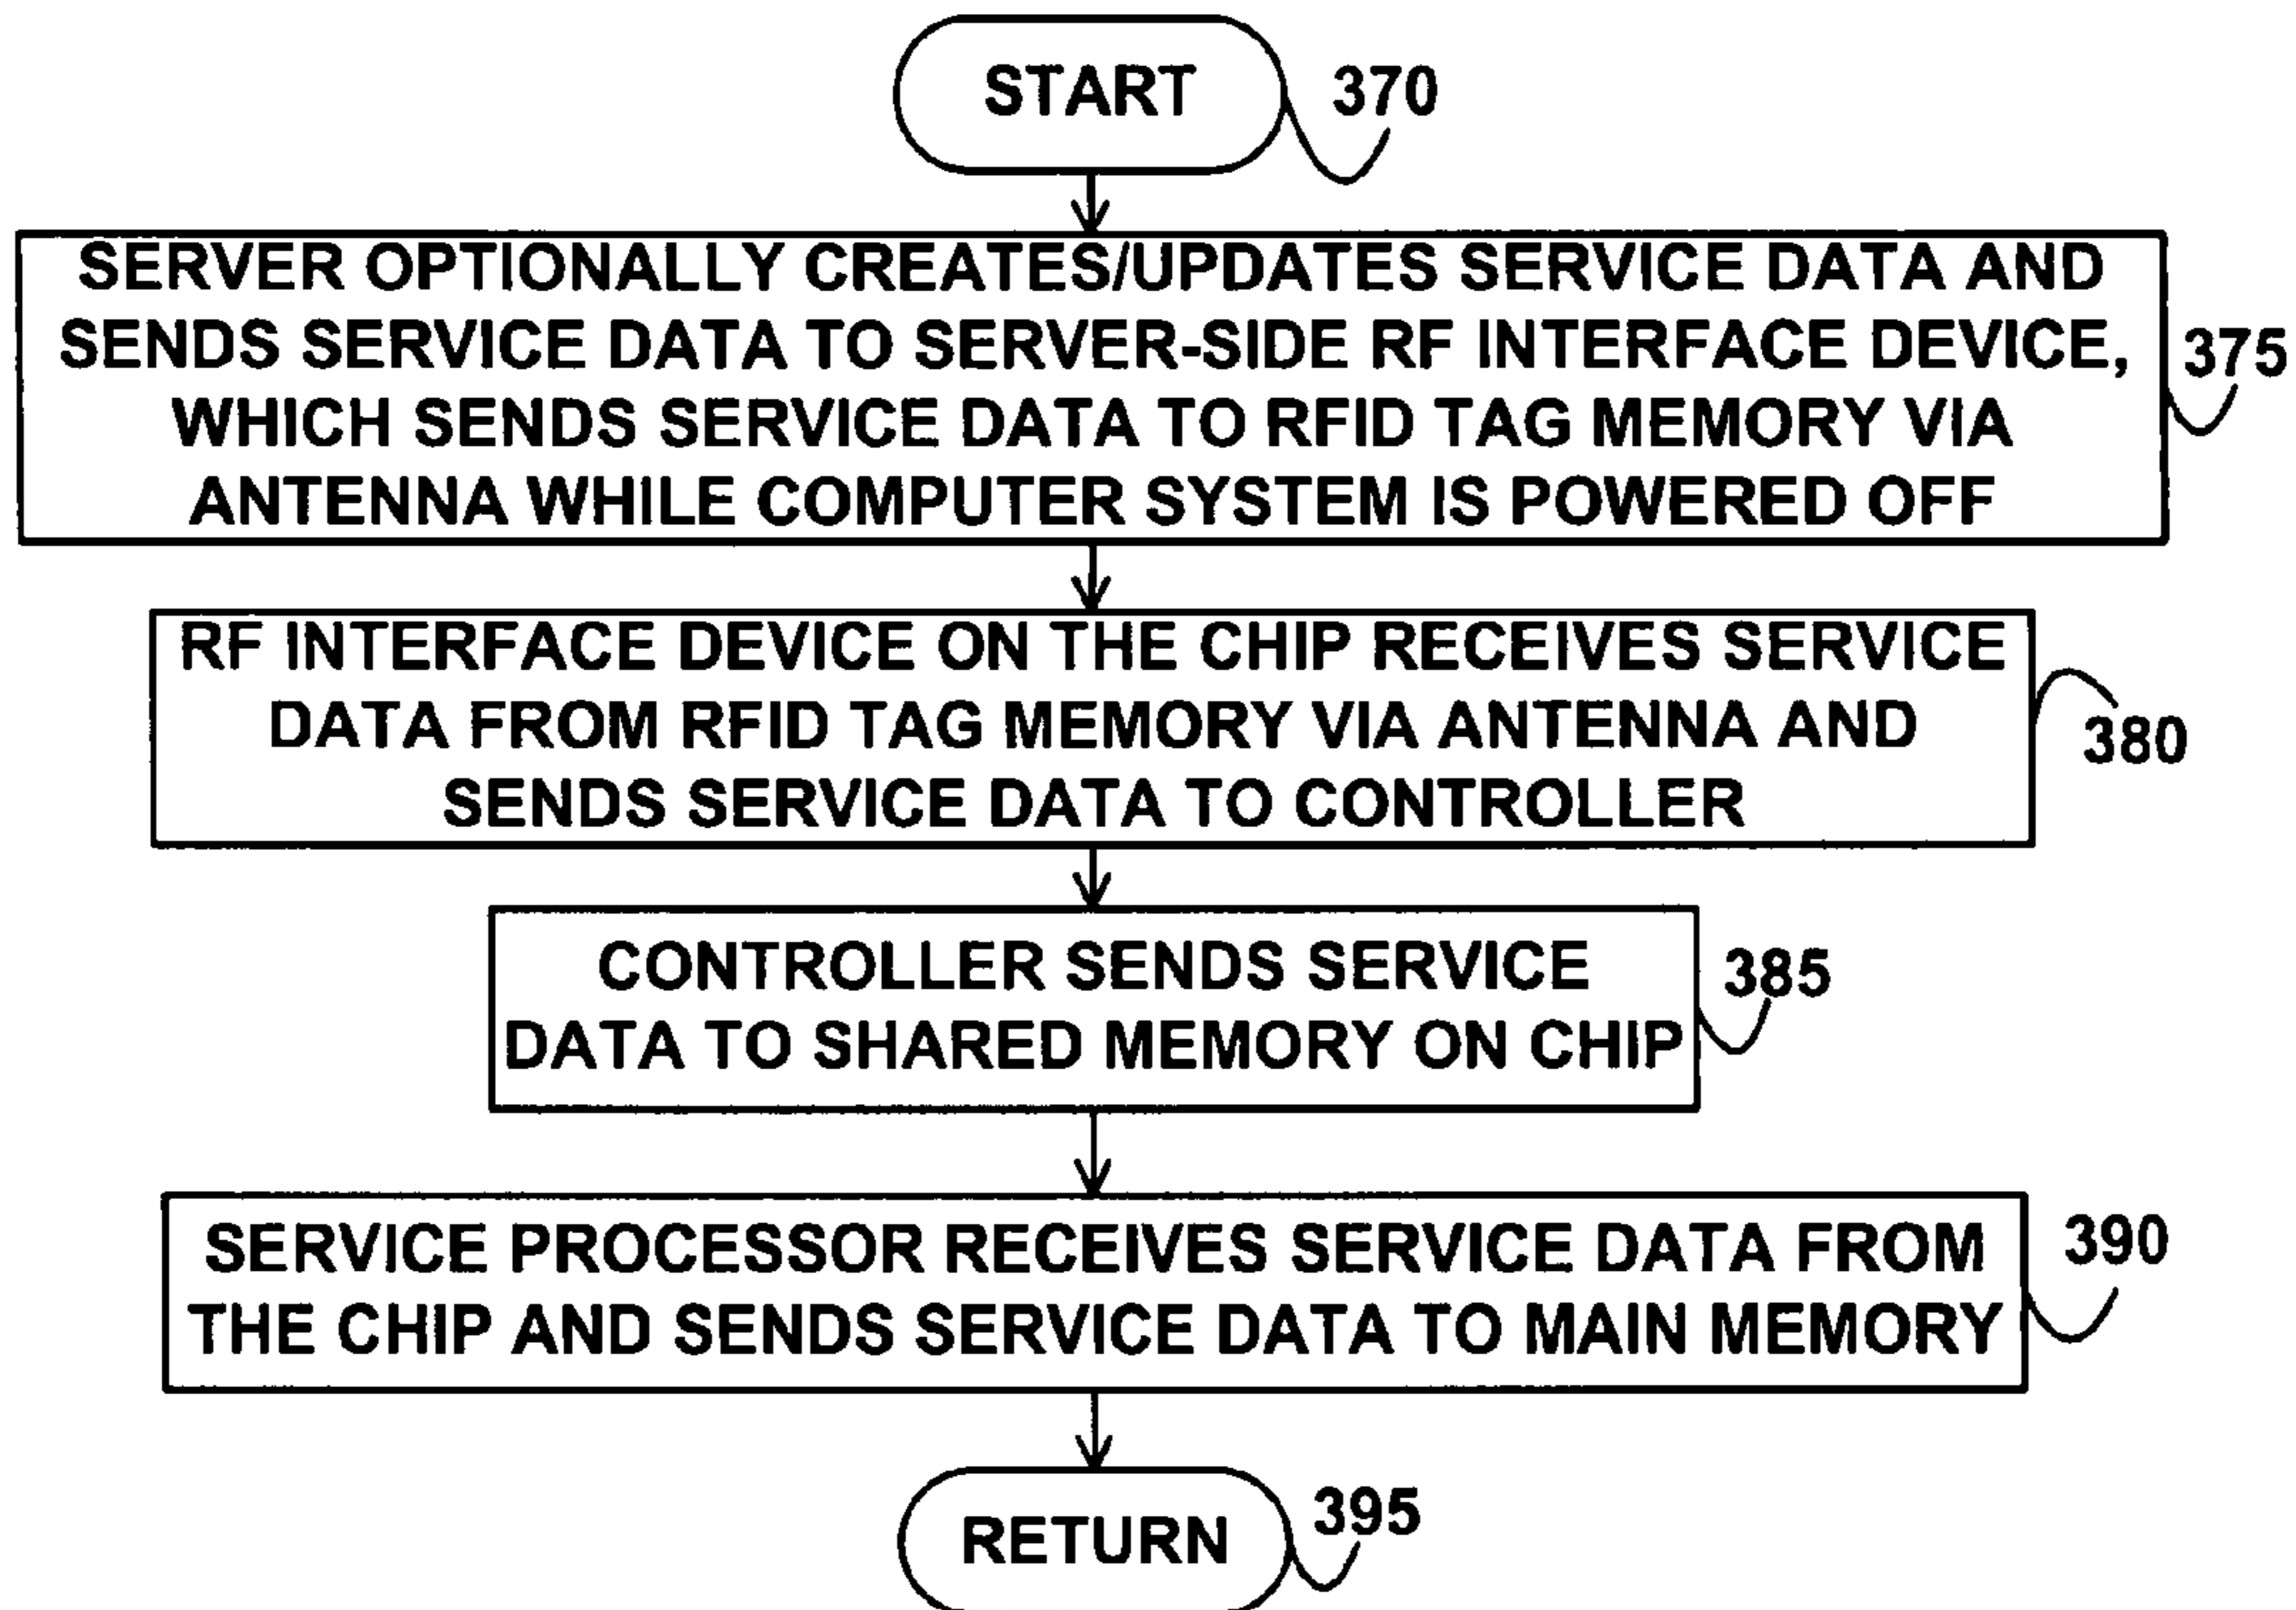 START
370
SERVER OPTIONALLY CREATES/UPDATES SERVICE DATA AND
SENDS SERVICE DATA TO SERVER-SIDE RF INTERFACE DEVICE,
WHICH SENDS SERVICE DATA TO RFID TAG MEMORY VIA
ANTENNA WHILE COMPUTER SYSTEM IS POWERED OFF
375
RF INTERFACE DEVICE ON THE CHIP RECEIVES SERVICE
DATA FROM RFID TAG MEMORY VIA ANTENNA AND
SENDS SERVICE DATA TO CONTROLLER
380
CONTROLLER SENDS SERVICE
DATA TO SHARED MEMORY ON CHIP
385
SERVICE PROCESSOR RECEIVES SERVICE DATA FROM
THE CHIP AND SENDS SERVICE DATA TO MAIN MEMORY
390
RETURN
395